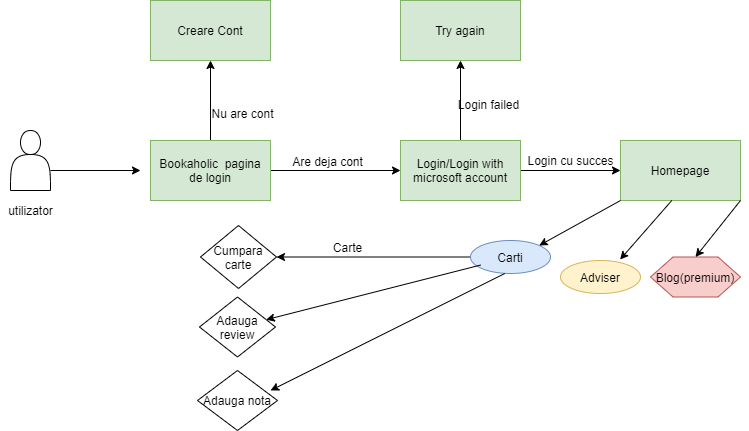 Creare Cont
Try again
Nu are cont
Login failed
utilizator
Bookaholic pagina
de login
Are deja cont
Login/Login with
microsoft account
Login cu succes
Homepage
Cumpara
carte
Carte
Carti
Adviser
Blog(premium)
Adauga
review
Adauga nota